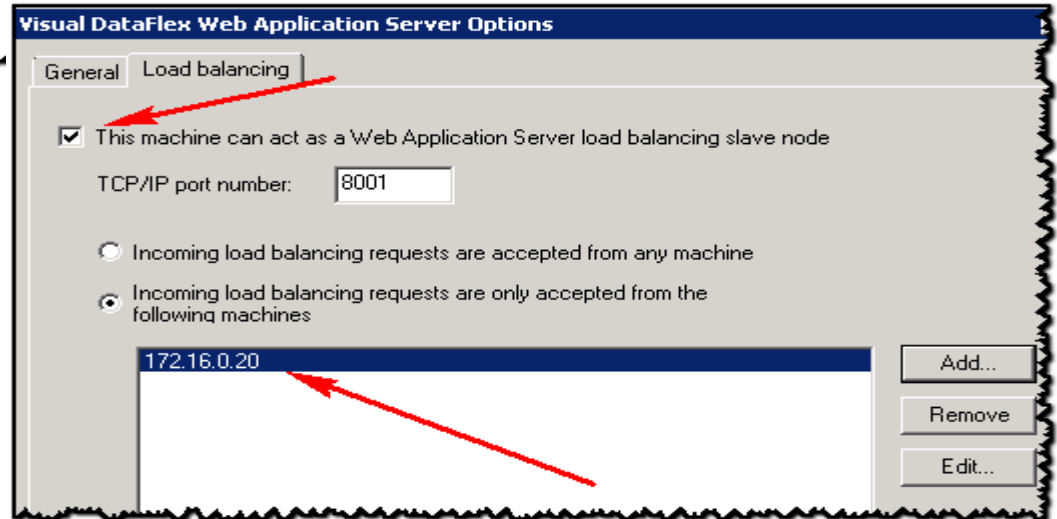 Visual DataFlex Web Application Server Options
General Load balancing
This machine can act as a Web Application Server load balancing slave node
TCP/IP port number: 8001
Incoming load balancing requests are accepted from any machine
Incoming load balancing requests are only accepted from the
following machines
172.16.0.20
Add...
Remove
Edit...